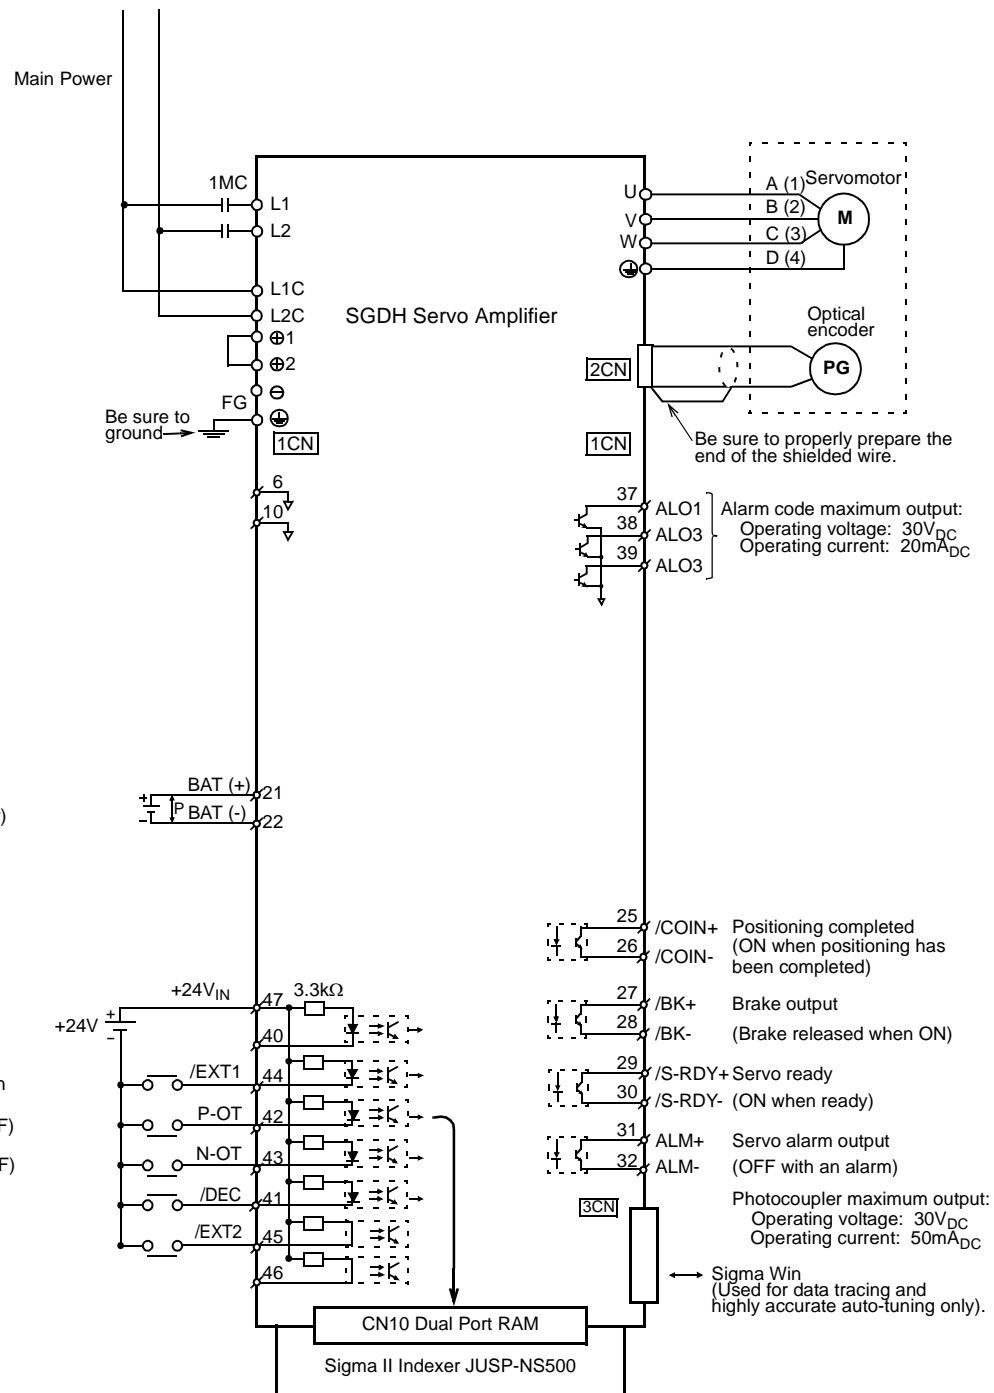 Main Power
1MC
L1
L2
L1C
L2C
⊕1
⊕2
⊖
FG
Be sure to
ground
1CN
SGDH Servo Amplifier
U
V
W
A (1)
B (2)
C (3)
D (4)
Servomotor
M
Optical
encoder
PG
2CN
1CN
Be sure to properly prepare the
end of the shielded wire.
6
10
37
ALO1
38
ALO3
39
ALO3
Alarm code maximum output:
Operating voltage: 30VDC
Operating current: 20mADC
BAT (+)
21
+
P
-
BAT (-)
22
)
25
/COIN+ Positioning completed
26
/COIN- (ON when positioning has
been completed)
27
/BK+ Brake output
28
/BK- (Brake released when ON)
29
/S-RDY+ Servo ready
30
/S-RDY- (ON when ready)
31
ALM+ Servo alarm output
32
ALM- (OFF with an alarm)
+24VIN
47
3.3kΩ
+24V
+
-
40
n
/EXT1
44
F)
P-OT
42
F)
N-OT
43
/DEC
41
/EXT2
45
46
3CN
Photocoupler maximum output:
Operating voltage: 30VDC
Operating current: 50mADC
Sigma Win
(Used for data tracing and
highly accurate auto-tuning only).
CN10 Dual Port RAM
Sigma II Indexer JUSP-NS500